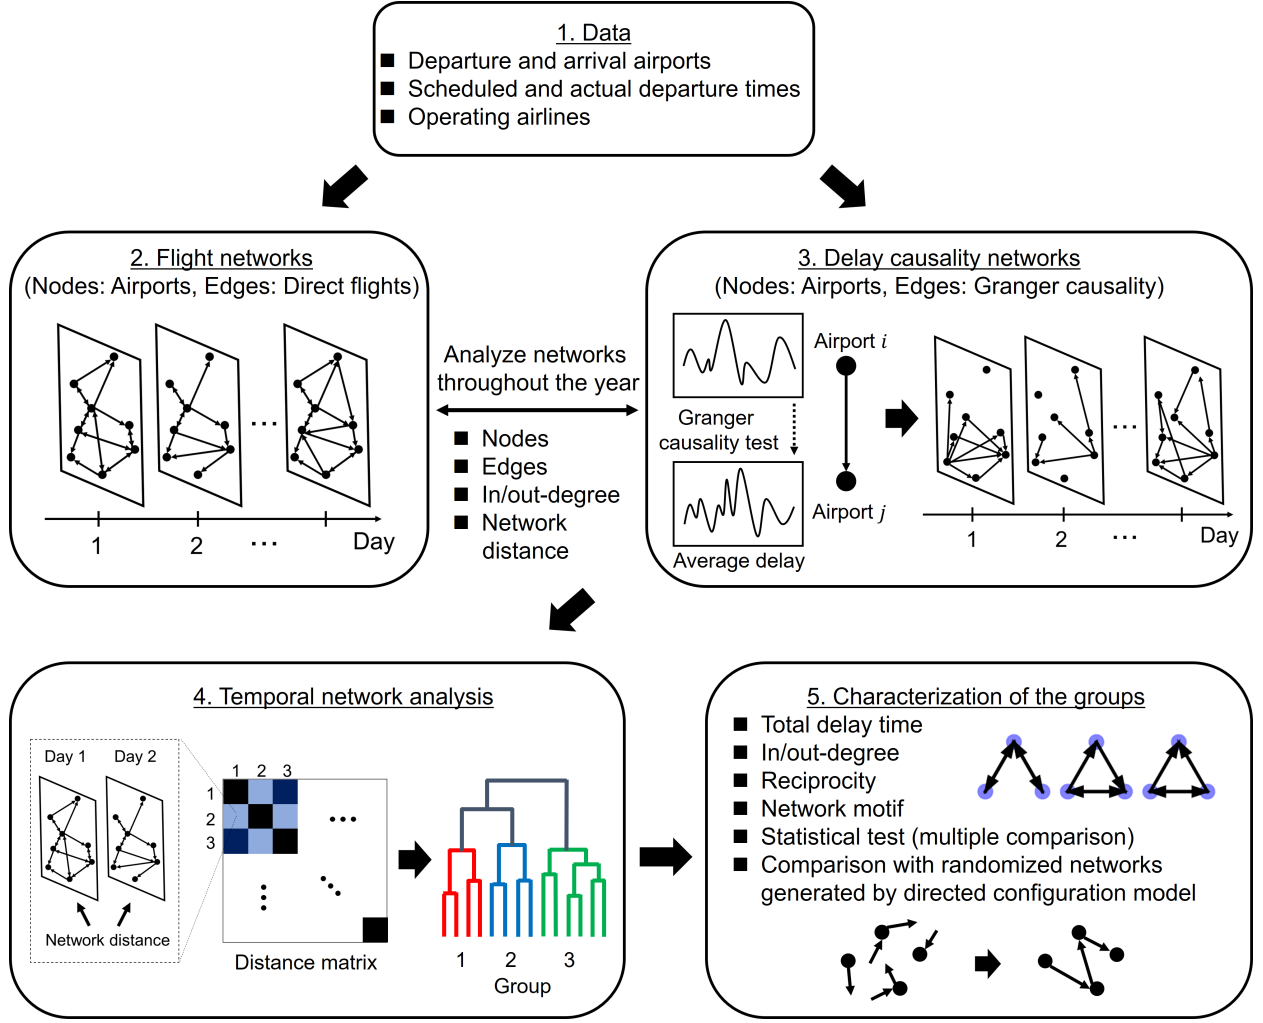 1. Data
■ Departure and arrival airports
■ Scheduled and actual departure times
■ Operating airlines
2. Flight networks
(Nodes: Airports, Edges: Direct flights)
...
1 2 ... Day
Analyze networks
throughout the year
■ Nodes
■ Edges
■ In/out-degree
■ Network
distance
3. Delay causality networks
(Nodes: Airports, Edges: Granger causality)
Airport i
Granger
causality test
Airport j
Average delay
...
1 2 ... Day
4. Temporal network analysis
Day 1 Day 2
Network distance
1 2 3
1
2
3
...
Distance matrix
1 2 3
Group
5. Characterization of the groups
■ Total delay time
■ In/out-degree
■ Reciprocity
■ Network motif
■ Statistical test (multiple comparison)
■ Comparison with randomized networks
generated by directed configuration model